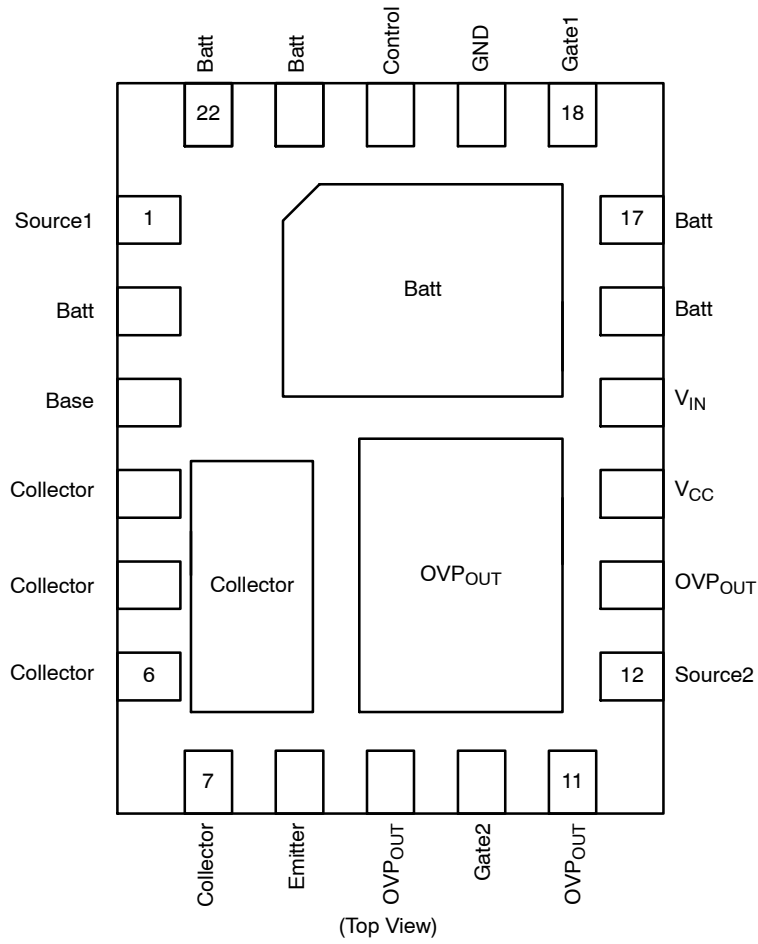 Batt
Batt
Control
GND
Gate1
22
18
Source1
1
17
Batt
Batt
Batt
Batt
Base
V_IN
Collector
V_CC
Collector
Collector
OVP_OUT
OVP_OUT
Collector
6
12
Source2
7
11
Collector
Emitter
OVP_OUT
Gate2
OVP_OUT
(Top View)